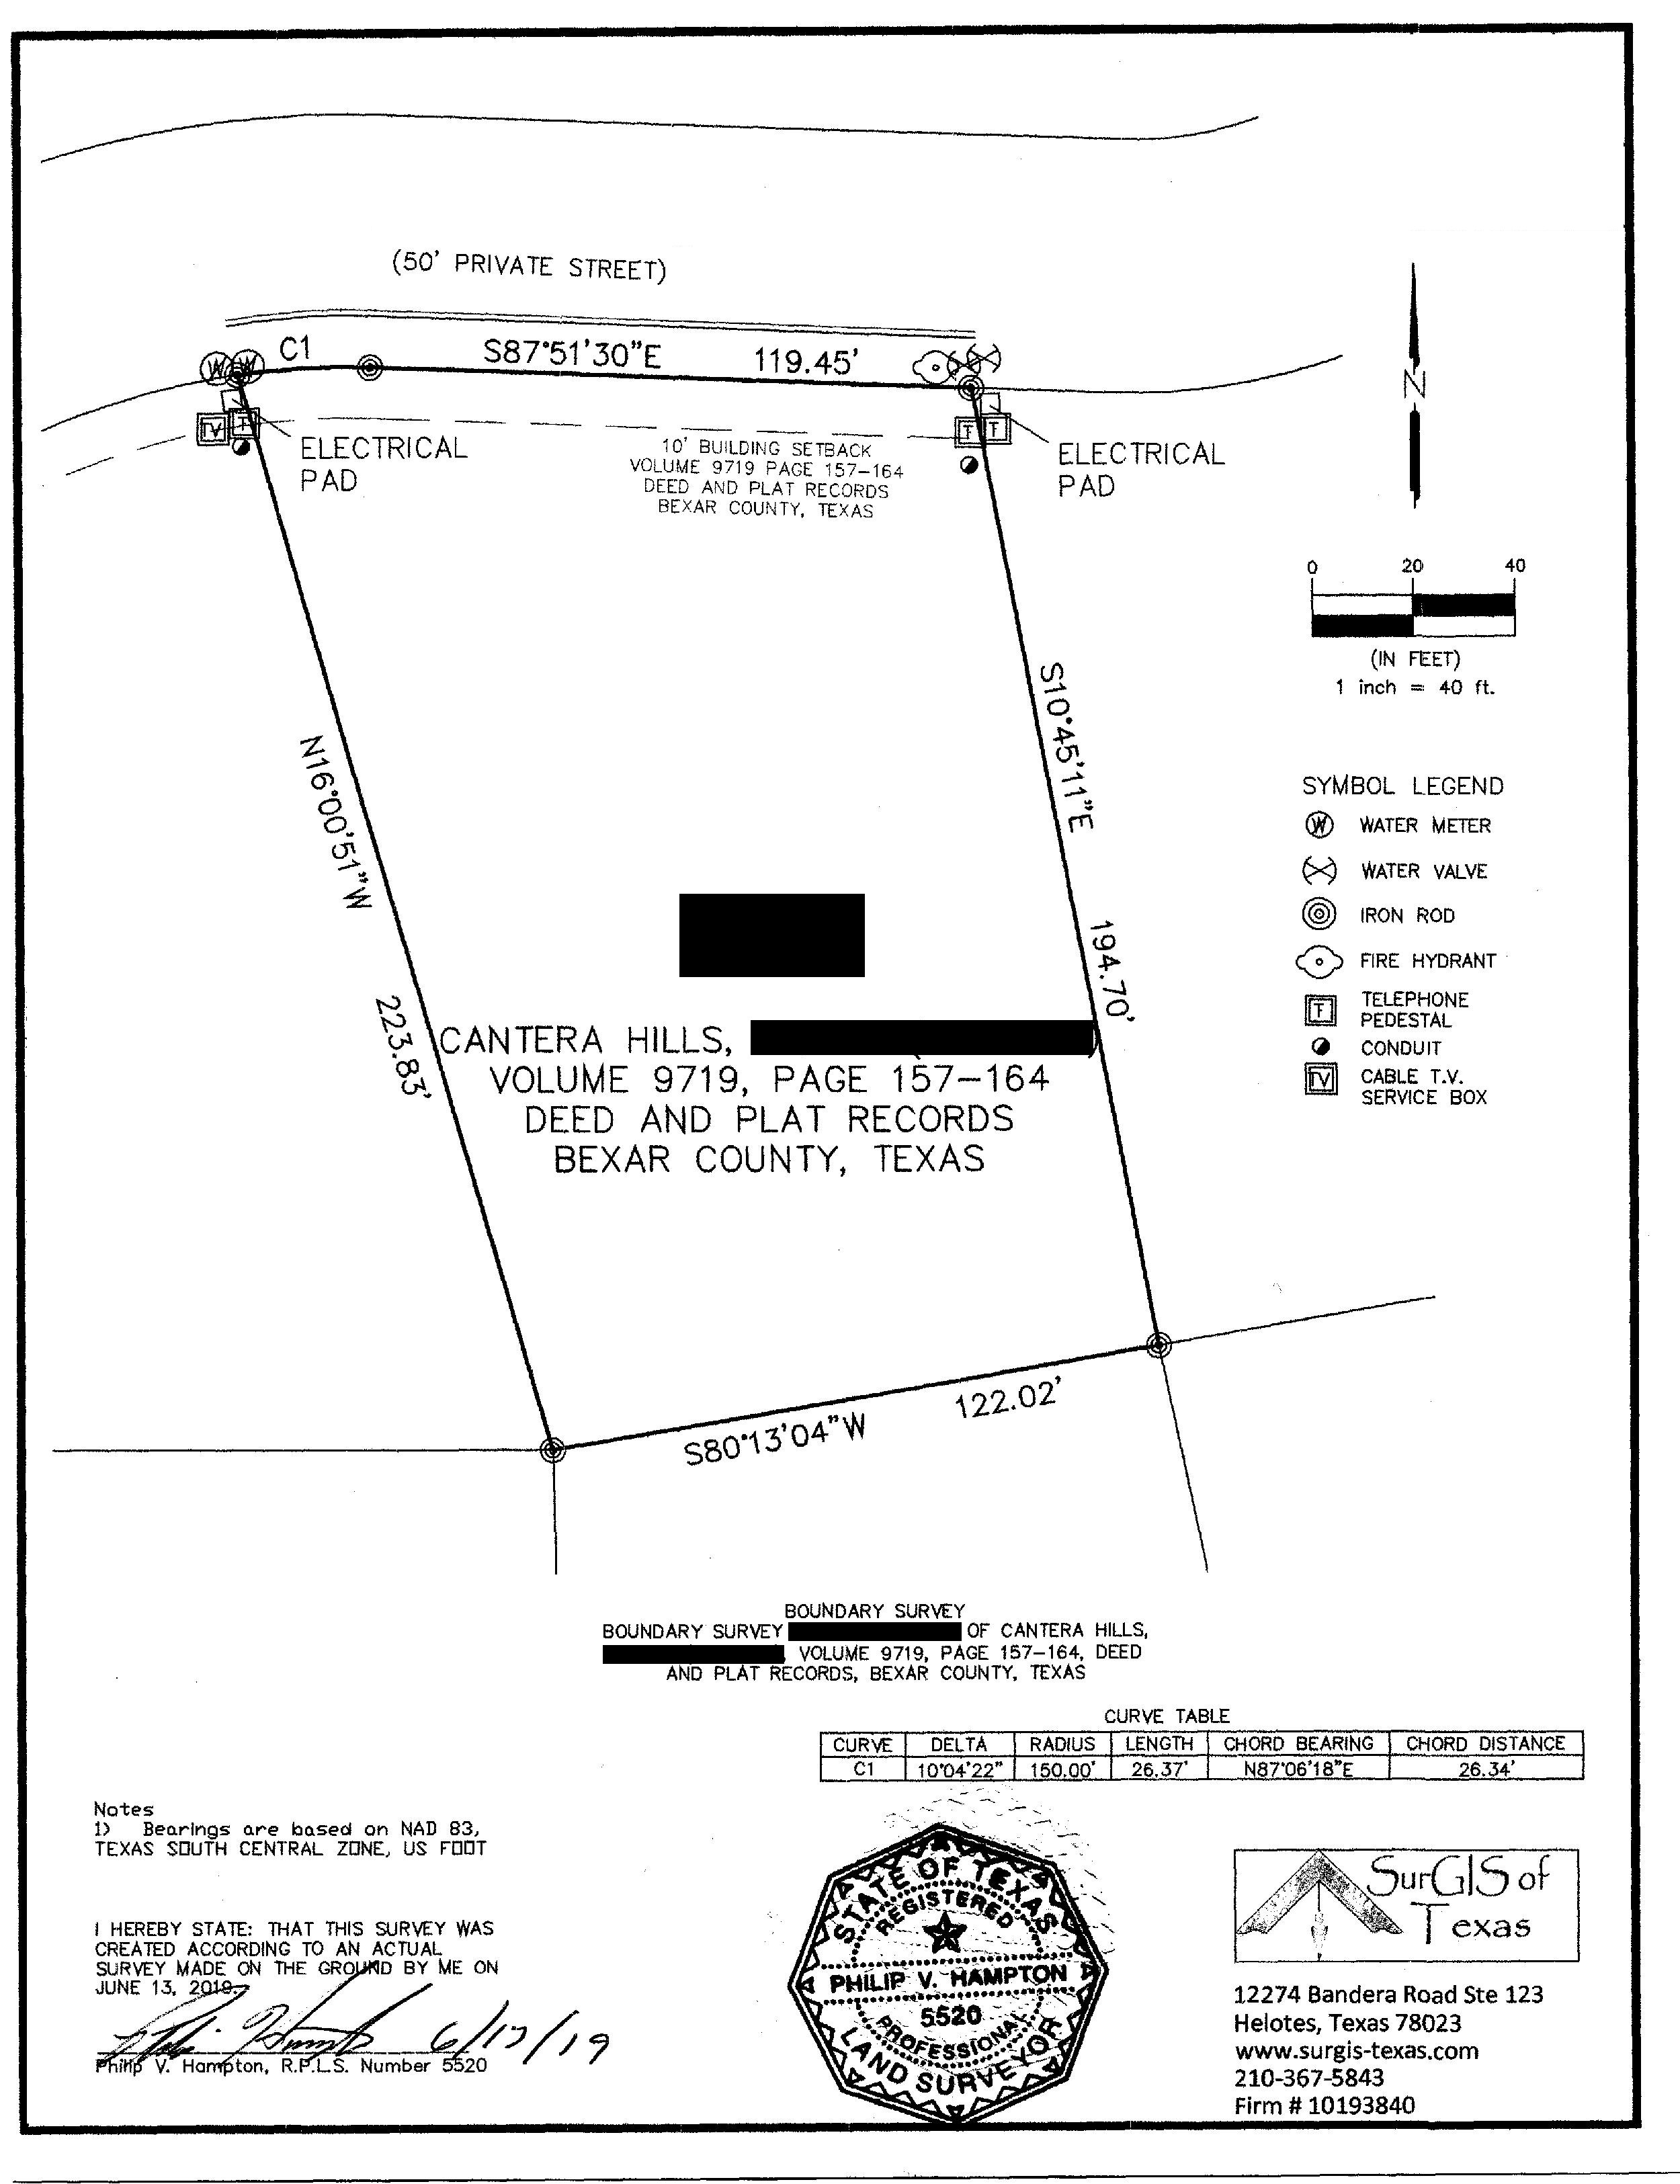 (50' PRIVATE STREET)
C1
S87°51'30"E 119.45'
W
W
TV
T
T
T
ELECTRICAL
PAD
10' BUILDING SETBACK
VOLUME 9719 PAGE 157-164
DEED AND PLAT RECORDS
BEXAR COUNTY, TEXAS
ELECTRICAL
PAD
N
0 20 40
(IN FEET)
1 inch = 40 ft.
S10°45'11"E 194.70'
N16°00'51"W 223.83'
SYMBOL LEGEND
W WATER METER
WATER VALVE
IRON ROD
FIRE HYDRANT
T TELEPHONE
PEDESTAL
CONDUIT
TV CABLE T.V.
SERVICE BOX
CANTERA HILLS,
VOLUME 9719, PAGE 157-164
DEED AND PLAT RECORDS
BEXAR COUNTY, TEXAS
S80°13'04"W 122.02'
BOUNDARY SURVEY
BOUNDARY SURVEY OF CANTERA HILLS,
VOLUME 9719, PAGE 157-164, DEED
AND PLAT RECORDS, BEXAR COUNTY, TEXAS
CURVE TABLE
CURVE DELTA RADIUS LENGTH CHORD BEARING CHORD DISTANCE
C1 10°04'22" 150.00' 26.37' N87°06'18"E 26.34'
Notes
1) Bearings are based on NAD 83,
TEXAS SOUTH CENTRAL ZONE, US FOOT
I HEREBY STATE: THAT THIS SURVEY WAS
CREATED ACCORDING TO AN ACTUAL
SURVEY MADE ON THE GROUND BY ME ON
JUNE 13, 2019.
6/17/19
Philip V. Hampton, R.P.L.S. Number 5520
STATE OF TEXAS
REGISTERED
PHILIP V. HAMPTON
5520
PROFESSIONAL
LAND SURVEYOR
SurGIS of
Texas
12274 Bandera Road Ste 123
Helotes, Texas 78023
www.surgis-texas.com
210-367-5843
Firm # 10193840